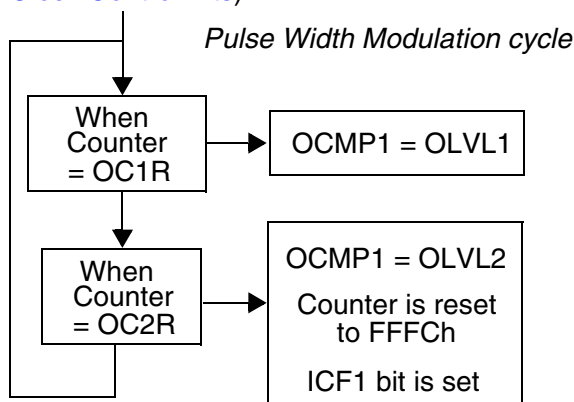 Pulse Width Modulation cycle
When
Counter
= OC1R
OCMP1 = OLVL1
When
Counter
= OC2R
OCMP1 = OLVL2
Counter is reset
to FFFCh
ICF1 bit is set